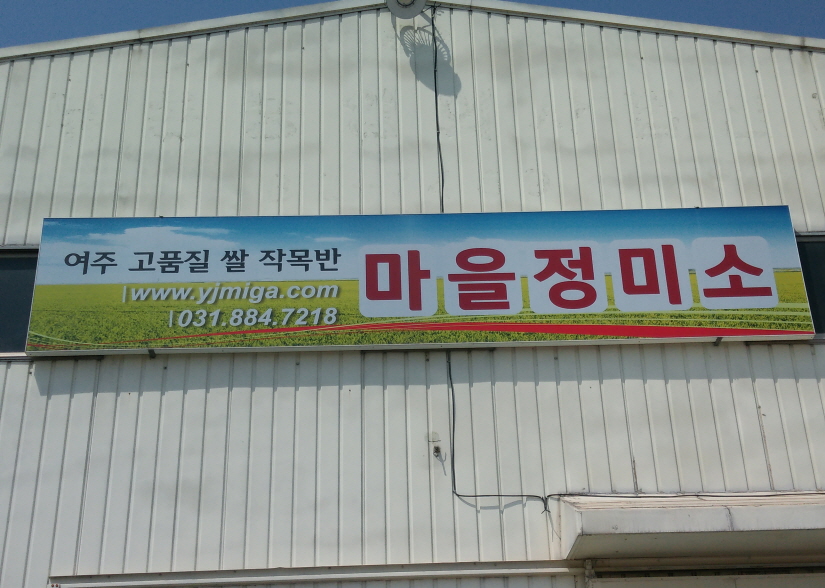 여주 고품질 쌀 작목반
www.yjmiga.com
031.884.7218
마을정미소